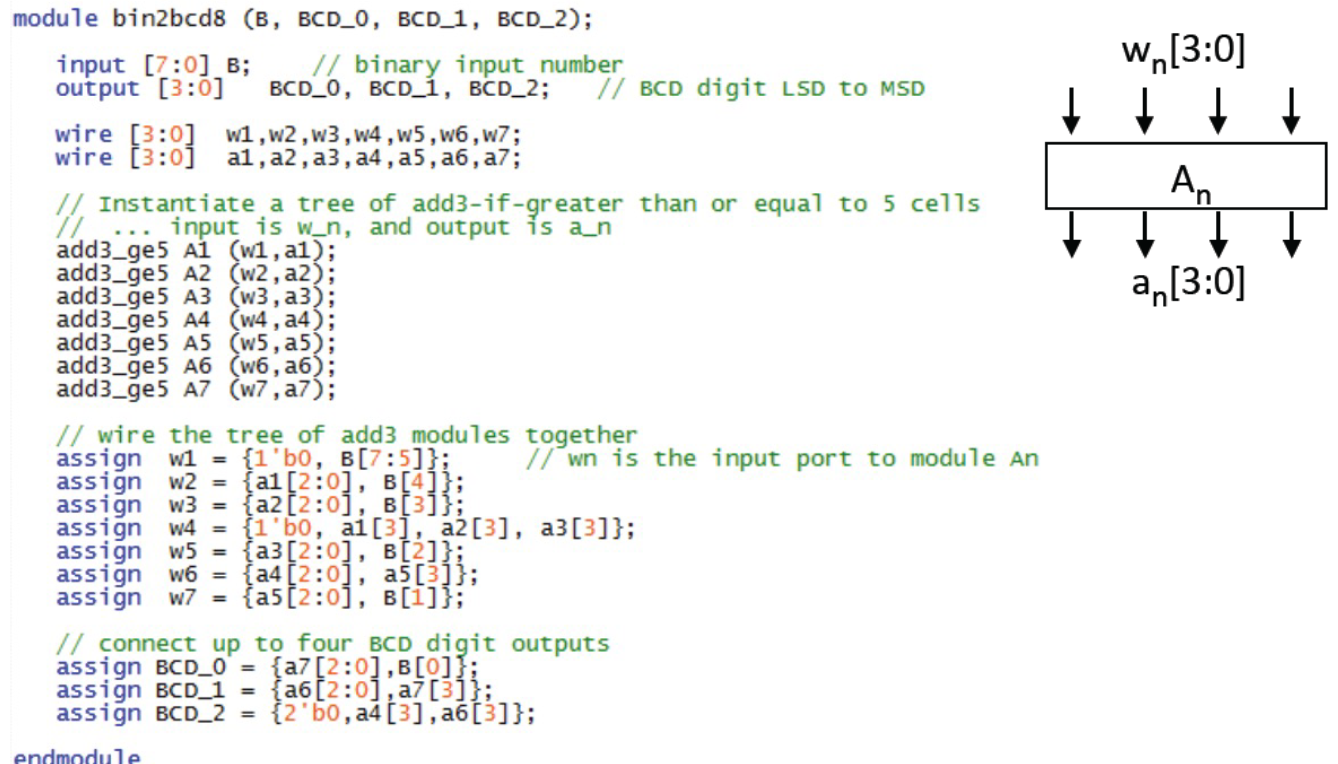 module bin2bcd8 (B, BCD_0, BCD_1, BCD_2);
input [7:0] B; // binary input number
output [3:0] BCD_0, BCD_1, BCD_2; // BCD digit LSD to MSD
wire [3:0] w1,w2,w3,w4,w5,w6,w7;
wire [3:0] a1,a2,a3,a4,a5,a6,a7;
// Instantiate a tree of add3-if-greater than or equal to 5 cells
// ... input is w_n, and output is a_n
add3_ge5 A1 (w1,a1);
add3_ge5 A2 (w2,a2);
add3_ge5 A3 (w3,a3);
add3_ge5 A4 (w4,a4);
add3_ge5 A5 (w5,a5);
add3_ge5 A6 (w6,a6);
add3_ge5 A7 (w7,a7);
// wire the tree of add3 modules together
assign w1 = {1'b0, B[7:5]}; // wn is the input port to module An
assign w2 = {a1[2:0], B[4]};
assign w3 = {a2[2:0], B[3]};
assign w4 = {1'b0, a1[3], a2[3], a3[3]};
assign w5 = {a3[2:0], B[2]};
assign w6 = {a4[2:0], a5[3]};
assign w7 = {a5[2:0], B[1]};
// connect up to four BCD digit outputs
assign BCD_0 = {a7[2:0],B[0]};
assign BCD_1 = {a6[2:0],a7[3]};
assign BCD_2 = {2'b0,a4[3],a6[3]};
endmodule
wn[3:0]
An
an[3:0]